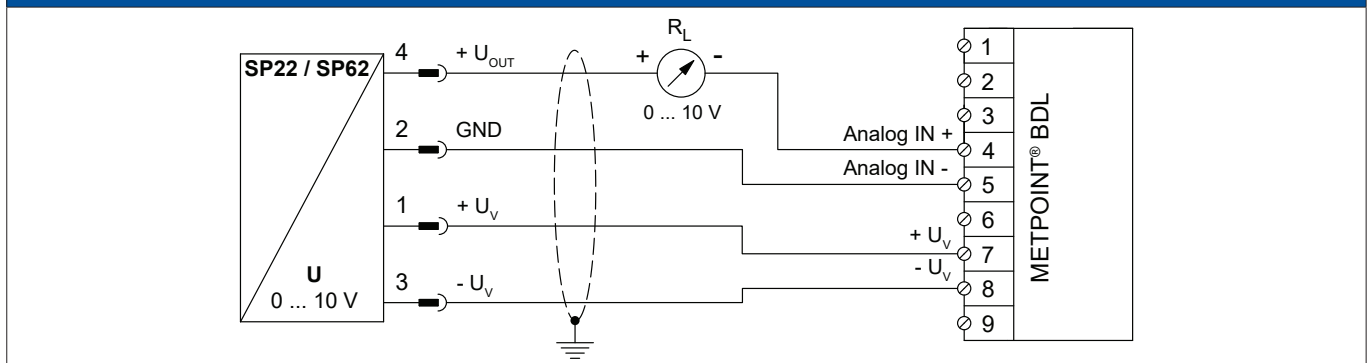 SP22 / SP62
U
0 ... 10 V
4 + U_OUT
2 GND
1 + U_V
3 - U_V
R_L
+ -
0 ... 10 V
Analog IN +
Analog IN -
+ U_V
- U_V
1
2
3
4
5
6
7
8
9
METPOINT® BDL